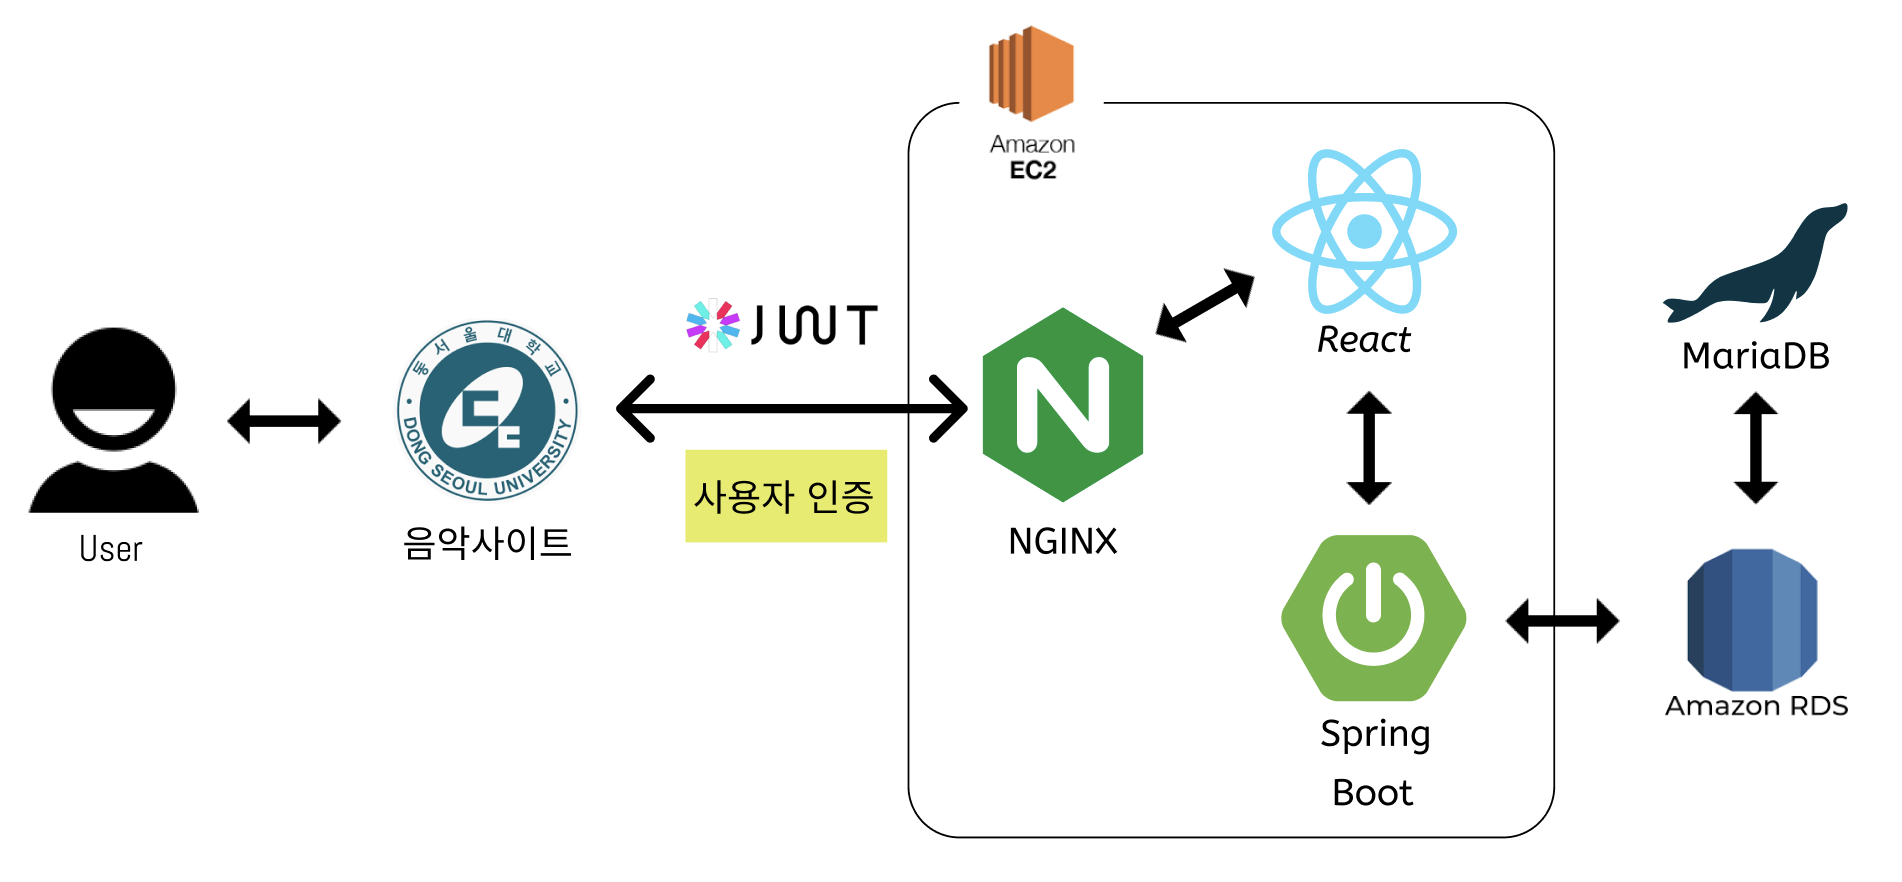 User
동서울대학교
DONG SEOUL UNIVERSITY
음악사이트
JWT
사용자 인증
Amazon
EC2
NGINX
React
Spring
Boot
MariaDB
Amazon RDS